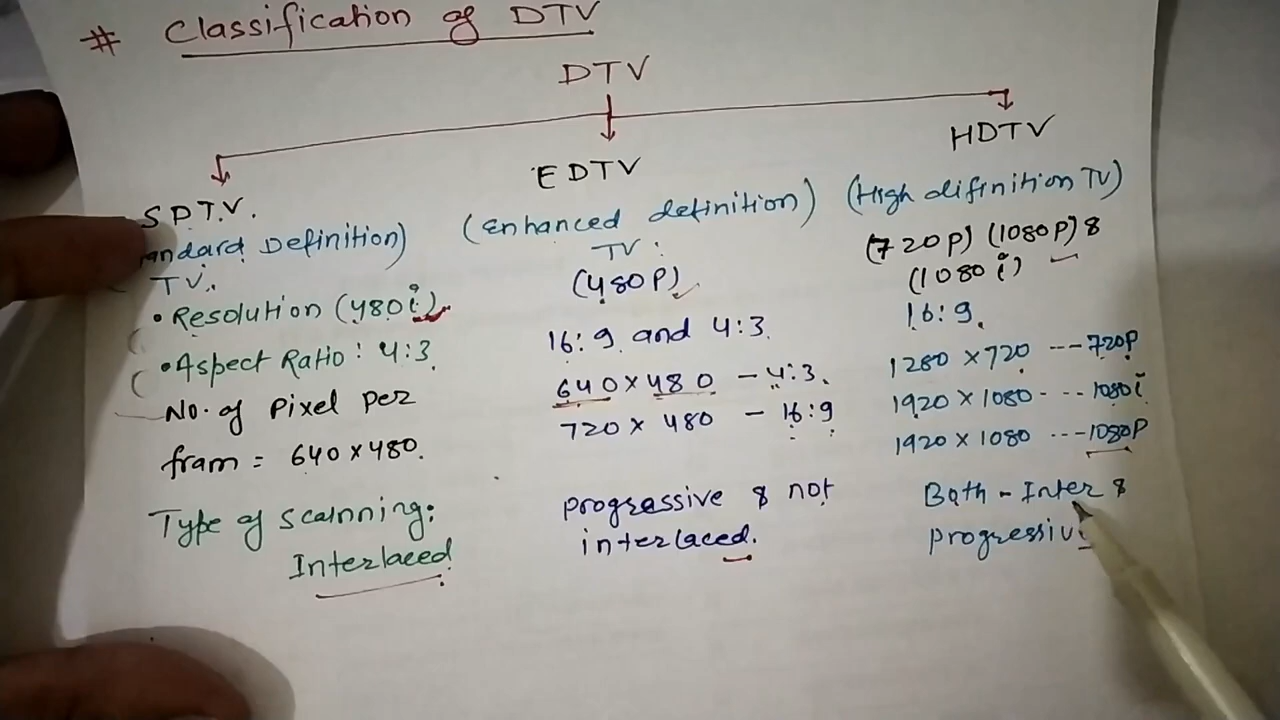 # Classification of DTV
DTV
SDTV.
andard Definition)
TV.
• Resolution (480i)
• Aspect Ratio: 4:3
No. of Pixel per
fram = 640 x 480.
Type of Scanning:
Interlaced
EDTV
(Enhanced definition)
TV:
(480P)
16:9 and 4:3
640 x 480 - 4:3.
720 x 480 - 16:9
progressive & not
interlaced.
HDTV
(High difinition TV)
(720p) (1080P) &
(1080i)
16:9.
1280 x 720 --- 720P
1920 x 1080 - -- 1080i
1920 x 1080 --- 1080P
Both - Inter &
progressiv